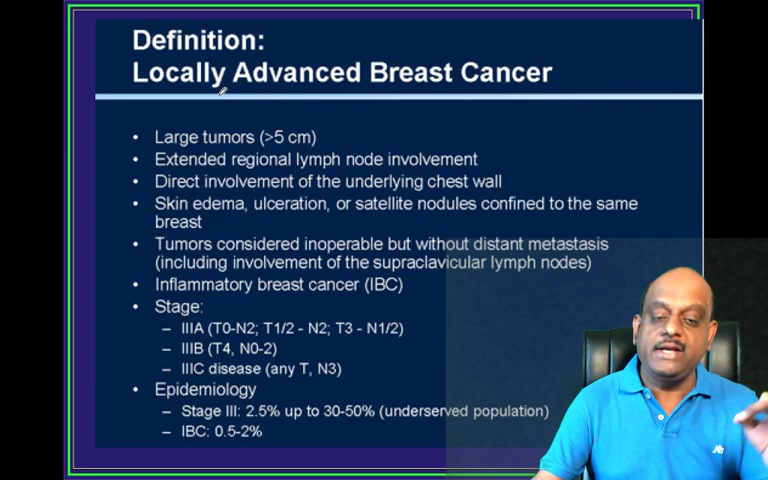 Definition:
Locally Advanced Breast Cancer
• Large tumors (>5 cm)
• Extended regional lymph node involvement
• Direct involvement of the underlying chest wall
• Skin edema, ulceration, or satellite nodules confined to the same
breast
• Tumors considered inoperable but without distant metastasis
(including involvement of the supraclavicular lymph nodes)
• Inflammatory breast cancer (IBC)
• Stage:
– IIIA (T0-N2; T1/2 - N2; T3 - N1/2)
– IIIB (T4, N0-2)
– IIIC disease (any T, N3)
• Epidemiology
– Stage III: 2.5% up to 30-50% (underserved population)
– IBC: 0.5-2%